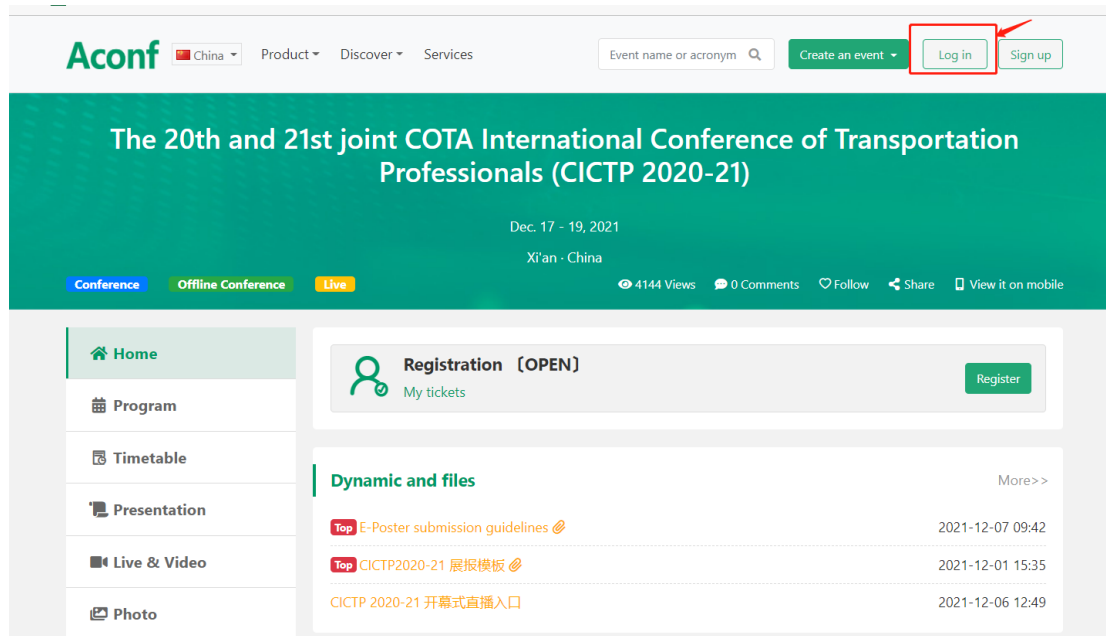 Aconf China Product Discover Services Event name or acronym Create an event Log in Sign up
The 20th and 21st joint COTA International Conference of Transportation
Professionals (CICTP 2020-21)
Dec. 17 - 19, 2021
Xi'an · China
Conference Offline Conference Live 4144 Views 0 Comments Follow Share View it on mobile
Home
Program
Timetable
Presentation
Live & Video
Photo
Registration 〔OPEN〕
My tickets
Register
Dynamic and files More>>
Top E-Poster submission guidelines 2021-12-07 09:42
Top CICTP2020-21 展报模板 2021-12-01 15:35
CICTP 2020-21 开幕式直播入口 2021-12-06 12:49